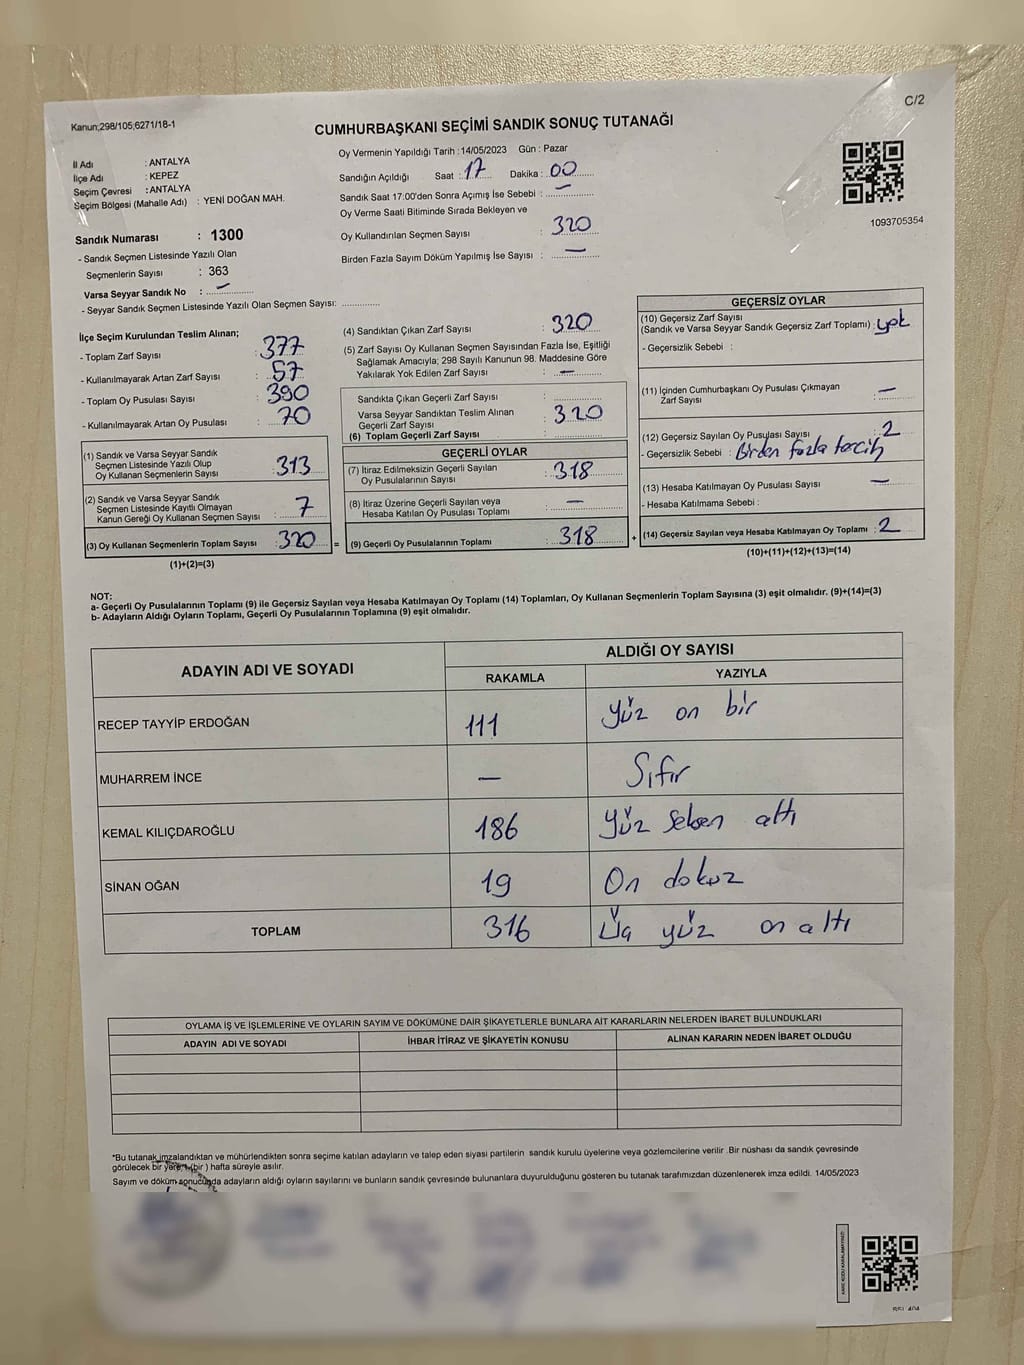 C/2
Kanun;298/105;6271/18-1
CUMHURBAŞKANI SEÇİMİ SANDIK SONUÇ TUTANAĞI
İl Adı : ANTALYA
İlçe Adı : KEPEZ
Seçim Çevresi : ANTALYA
Seçim Bölgesi (Mahalle Adı) : YENİ DOĞAN MAH.
Oy Vermenin Yapıldığı Tarih : 14/05/2023 Gün : Pazar
Sandığın Açıldığı Saat : 17 Dakika : 00
Sandık Saat 17:00'den Sonra Açımış İse Sebebi : —
Oy Verme Saati Bitiminde Sırada Bekleyen ve
Oy Kullandırılan Seçmen Sayısı : 320
Birden Fazla Sayım Döküm Yapılmış İse Sayısı : —
1093705354
Sandık Numarası : 1300
- Sandık Seçmen Listesinde Yazılı Olan
Seçmenlerin Sayısı : 363
Varsa Seyyar Sandık No : —
- Seyyar Sandık Seçmen Listesinde Yazılı Olan Seçmen Sayısı:
İlçe Seçim Kurulundan Teslim Alınan;
- Toplam Zarf Sayısı : 377
- Kullanılmayarak Artan Zarf Sayısı : 57
- Toplam Oy Pusulası Sayısı : 390
- Kullanılmayarak Artan Oy Pusulası : 70
(1) Sandık ve Varsa Seyyar Sandık
Seçmen Listesinde Yazılı Olup
Oy Kullanan Seçmenlerin Sayısı : 313
(2) Sandık ve Varsa Seyyar Sandık
Seçmen Listesinde Kayıtlı Olmayan
Kanun Gereği Oy Kullanan Seçmen Sayısı : 7
(3) Oy Kullanan Seçmenlerin Toplam Sayısı : 320 =
(1)+(2)=(3)
(4) Sandıktan Çıkan Zarf Sayısı : 320
(5) Zarf Sayısı Oy Kullanan Seçmen Sayısından Fazla İse, Eşitliği
Sağlamak Amacıyla; 298 Sayılı Kanunun 98. Maddesine Göre
Yakılarak Yok Edilen Zarf Sayısı : —
Sandıkta Çıkan Geçerli Zarf Sayısı :
Varsa Seyyar Sandıktan Teslim Alınan
Geçerli Zarf Sayısı : 320
(6) Toplam Geçerli Zarf Sayısı :
GEÇERLİ OYLAR
(7) İtiraz Edilmeksizin Geçerli Sayılan
Oy Pusulalarının Sayısı : 318
(8) İtiraz Üzerine Geçerli Sayılan veya
Hesaba Katılan Oy Pusulası Toplamı : —
(9) Geçerli Oy Pusulalarının Toplamı : 318 +
GEÇERSİZ OYLAR
(10) Geçersiz Zarf Sayısı
(Sandık ve Varsa Seyyar Sandık Geçersiz Zarf Toplamı) : yok
- Geçersizlik Sebebi :
(11) İçinden Cumhurbaşkanı Oy Pusulası Çıkmayan
Zarf Sayısı : —
(12) Geçersiz Sayılan Oy Pusulası Sayısı : 2
- Geçersizlik Sebebi : Birden fazla tercih
(13) Hesaba Katılmayan Oy Pusulası Sayısı : —
- Hesaba Katılmama Sebebi :
(14) Geçersiz Sayılan veya Hesaba Katılmayan Oy Toplamı : 2
(10)+(11)+(12)+(13)=(14)
NOT:
a- Geçerli Oy Pusulalarının Toplamı (9) ile Geçersiz Sayılan veya Hesaba Katılmayan Oy Toplamı (14) Toplamları, Oy Kullanan Seçmenlerin Toplam Sayısına (3) eşit olmalıdır. (9)+(14)=(3)
b- Adayların Aldığı Oyların Toplamı, Geçerli Oy Pusulalarının Toplamına (9) eşit olmalıdır.
ADAYIN ADI VE SOYADI ALDIĞI OY SAYISI
RAKAMLA YAZIYLA
RECEP TAYYİP ERDOĞAN 111 Yüz on bir
MUHARREM İNCE — Sıfır
KEMAL KILIÇDAROĞLU 186 Yüz seksen altı
SİNAN OĞAN 19 On dokuz
TOPLAM 316 Üç yüz on altı
OYLAMA İŞ VE İŞLEMLERİNE VE OYLARIN SAYIM VE DÖKÜMÜNE DAİR ŞİKAYETLERLE BUNLARA AİT KARARLARIN NELERDEN İBARET BULUNDUKLARI
ADAYIN ADI VE SOYADI İHBAR İTİRAZ VE ŞİKAYETİN KONUSU ALINAN KARARIN NEDEN İBARET OLDUĞU
*Bu tutanak imzalandıktan ve mühürlendikten sonra seçime katılan adayların ve talep eden siyasi partilerin sandık kurulu üyelerine veya gözlemcilerine verilir .Bir nüshası da sandık çevresinde
görülecek bir yere, 1 (bir ) hafta süreyle asılır.
Sayım ve döküm sonucunda adayların aldığı oyların sayılarını ve bunların sandık çevresinde bulunanlara duyurulduğunu gösteren bu tutanak tarafımızdan düzenlenerek imza edildi. 14/05/2023